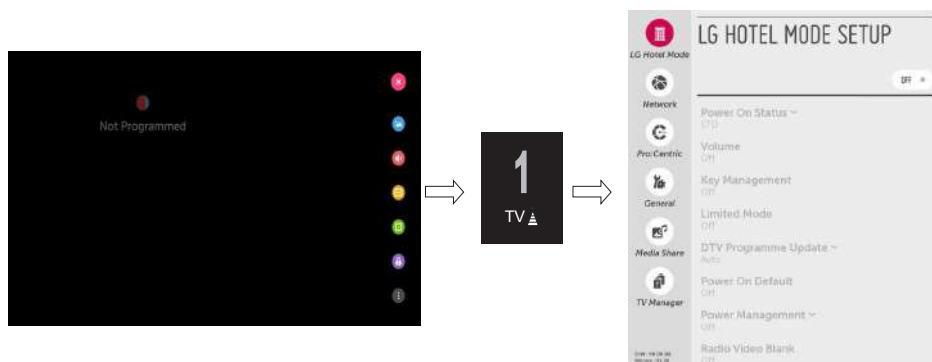 Not Programmed
1
TV
LG Hotel Mode
Network
Pro:Centric
General
Media Share
TV Manager
LG HOTEL MODE SETUP
OFF
Power On Status
STD
Volume
Off
Key Management
Off
Limited Mode
Off
DTV Programme Update
Auto
Power On Default
Off
Power Management
Off
Radio Video Blank
Off